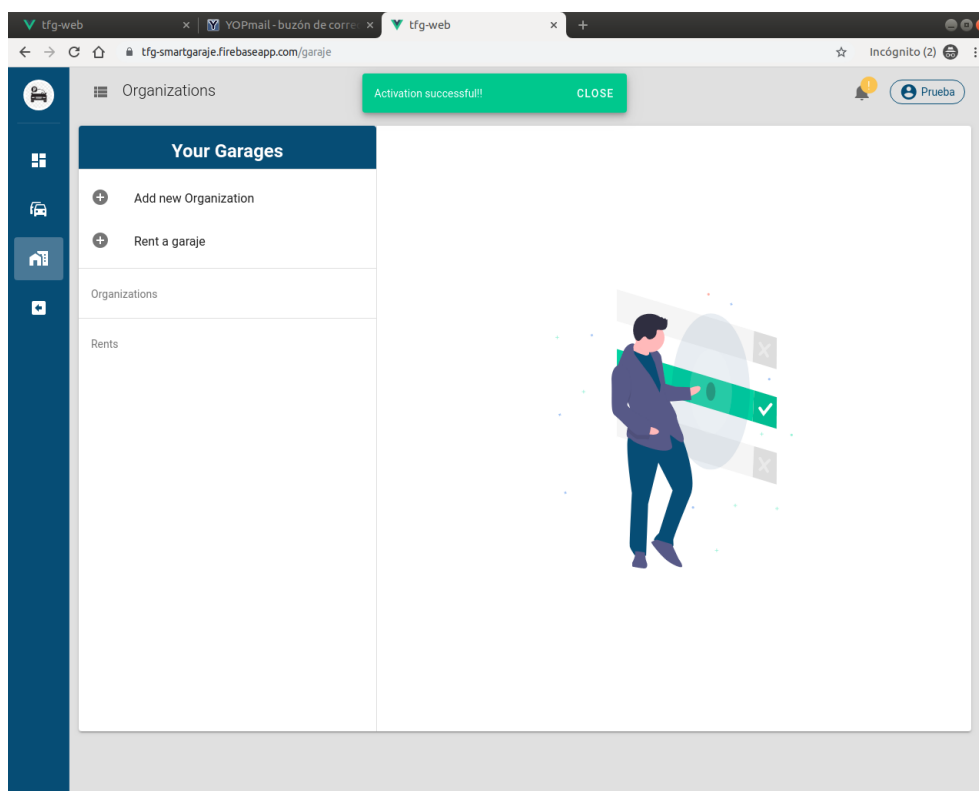 tfg-web
YOPmail - buzón de corre
tfg-web
tfg-smartgaraje.firebaseapp.com/garaje
Incógnito (2)
Organizations
Activation successful!!
CLOSE
Prueba
Your Garages
Add new Organization
Rent a garaje
Organizations
Rents